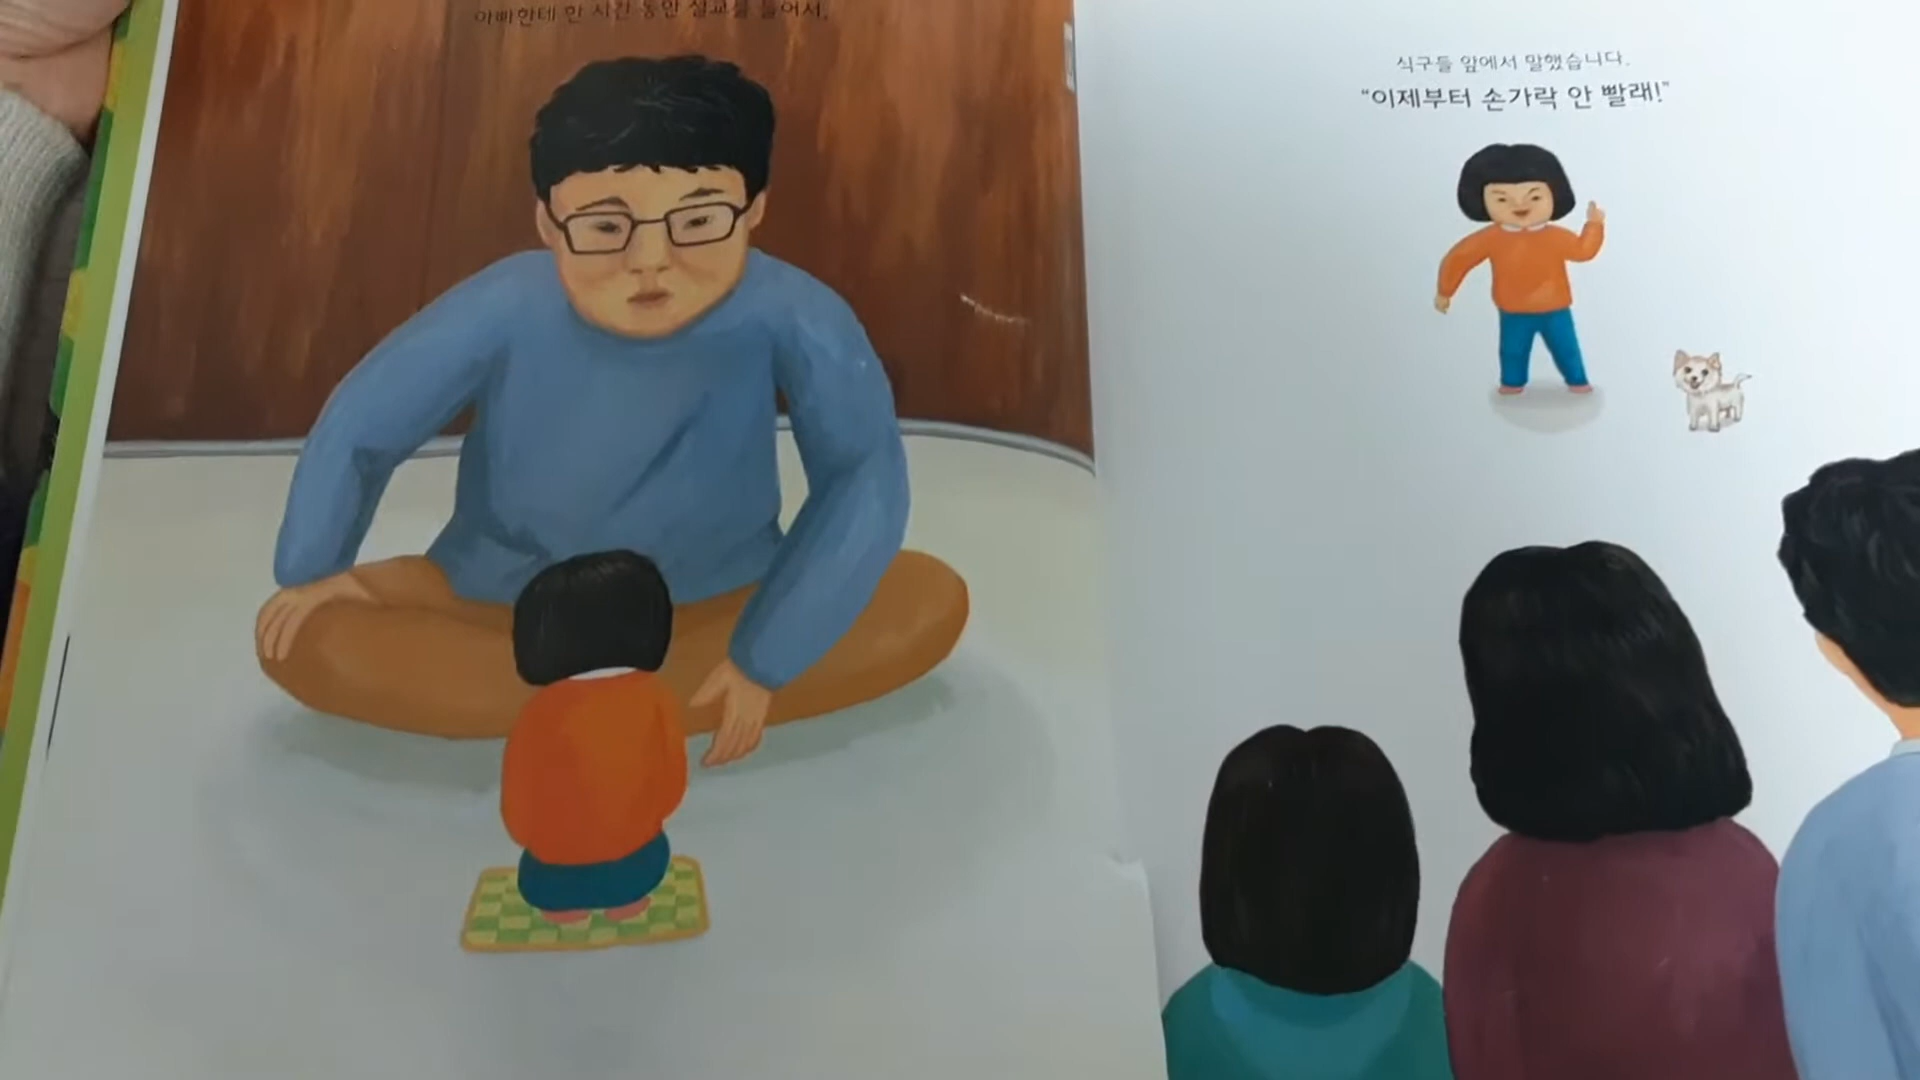 아빠한테 한 시간 동안 설교를 들어서,
식구들 앞에서 말했습니다.
“이제부터 손가락 안 빨래!”